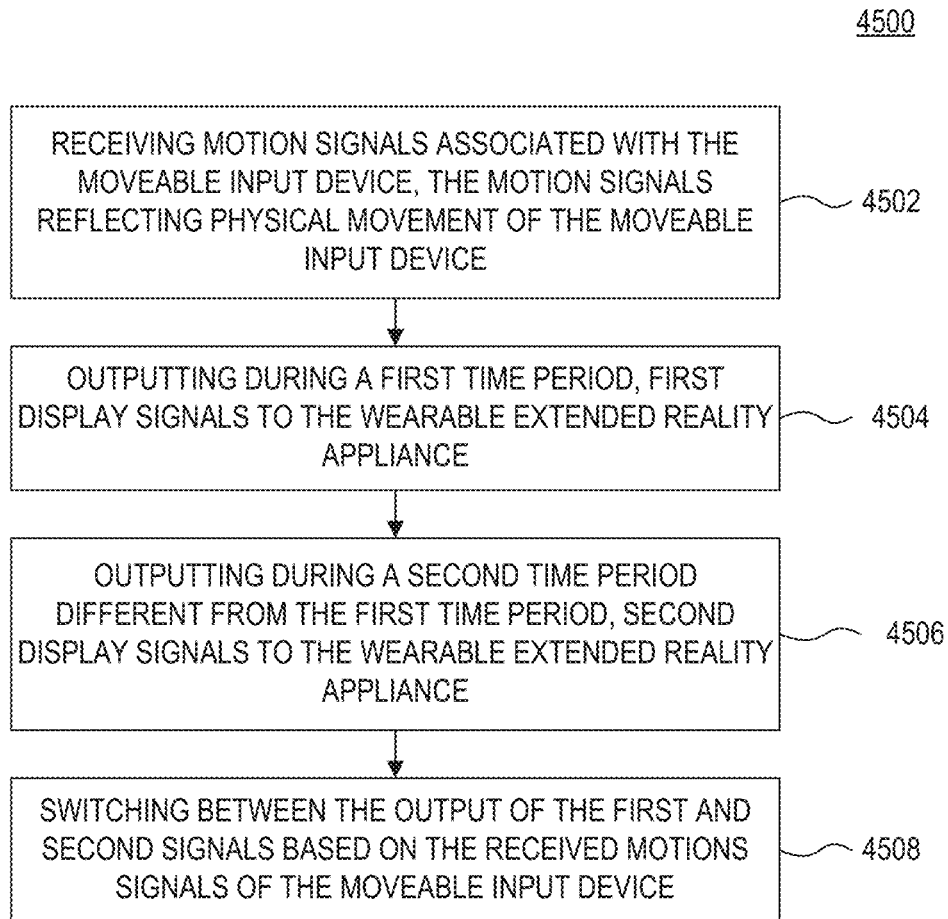 4500
RECEIVING MOTION SIGNALS ASSOCIATED WITH THE
MOVEABLE INPUT DEVICE, THE MOTION SIGNALS
REFLECTING PHYSICAL MOVEMENT OF THE MOVEABLE
INPUT DEVICE
4502
OUTPUTTING DURING A FIRST TIME PERIOD, FIRST
DISPLAY SIGNALS TO THE WEARABLE EXTENDED REALITY
APPLIANCE
4504
OUTPUTTING DURING A SECOND TIME PERIOD
DIFFERENT FROM THE FIRST TIME PERIOD, SECOND
DISPLAY SIGNALS TO THE WEARABLE EXTENDED REALITY
APPLIANCE
4506
SWITCHING BETWEEN THE OUTPUT OF THE FIRST AND
SECOND SIGNALS BASED ON THE RECEIVED MOTIONS
SIGNALS OF THE MOVEABLE INPUT DEVICE
4508